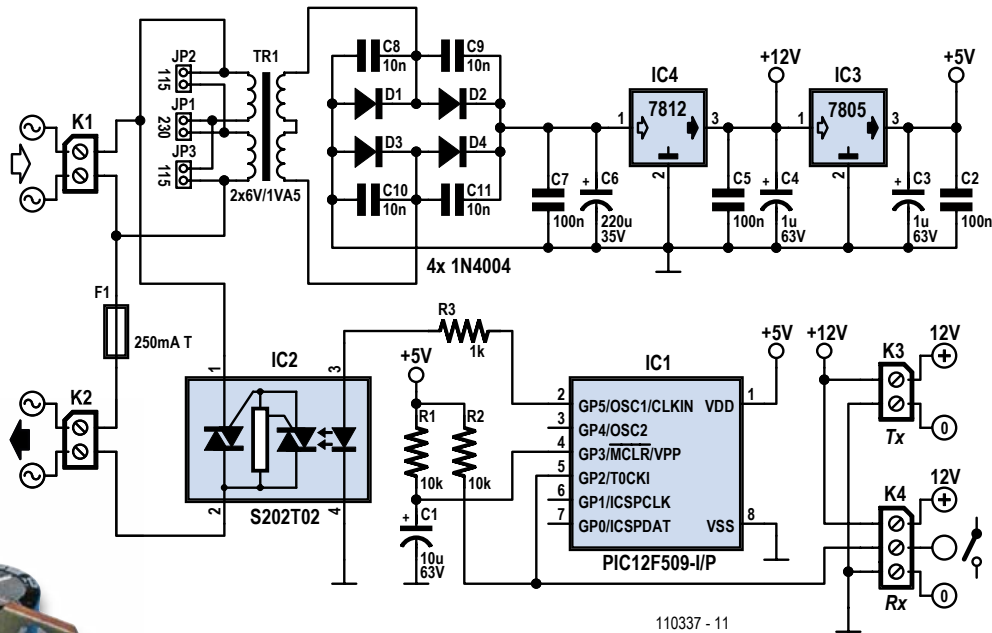 JP2
115
JP1
230
JP3
115
TR1
2x6V/1VA5
K1
C8
10n
C9
10n
D1
D2
D3
D4
C10
10n
C11
10n
4x 1N4004
C7
100n
C6
+
220u
35V
IC4
7812
1
3
2
+12V
C5
100n
C4
+
1u
63V
IC3
7805
1
3
2
+5V
C3
+
1u
63V
C2
100n
F1
250mA T
K2
IC2
1
3
2
4
S202T02
R3
1k
+5V
R1
10k
R2
10k
C1
+
10u
63V
IC1
2
GP5/OSC1/CLKIN
VDD
1
3
GP4/OSC2
4
GP3/MCLR/VPP
5
GP2/T0CKI
6
GP1/ICSPCLK
7
GP0/ICSPDAT
VSS
8
PIC12F509-I/P
+5V
+12V
K3
12V
+
Tx
0
K4
12V
+
Rx
0
110337 - 11